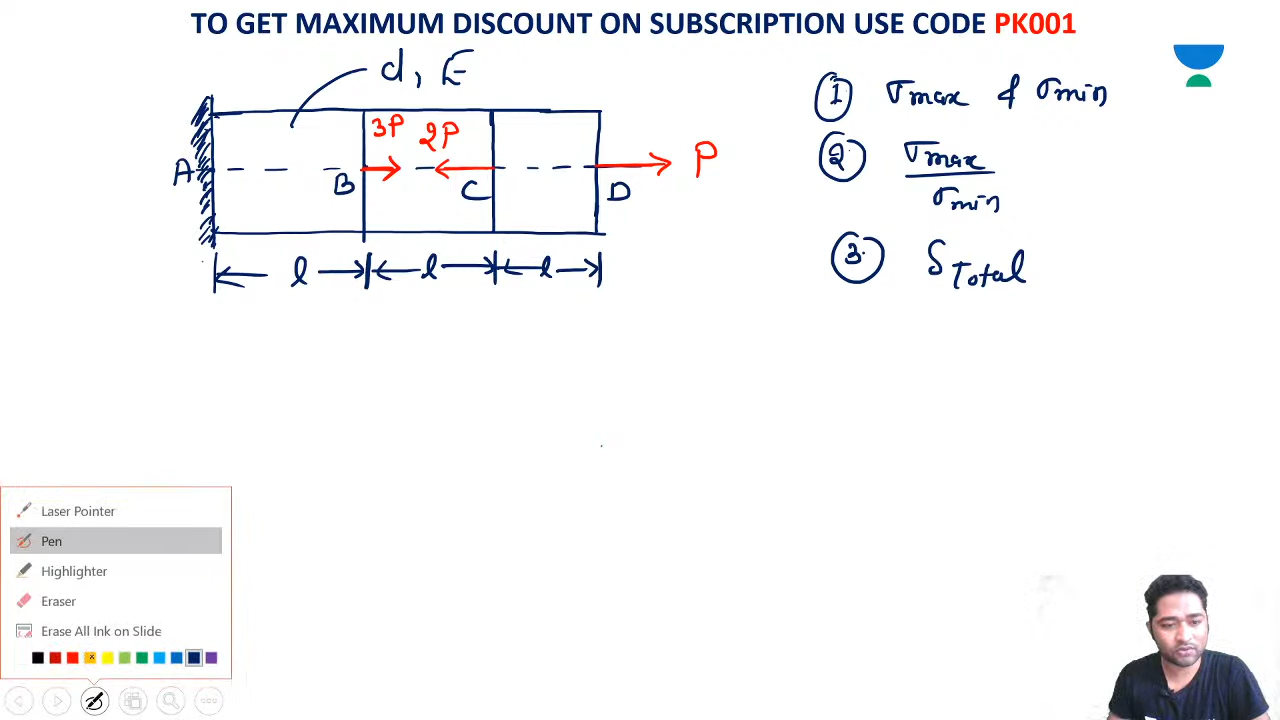 TO GET MAXIMUM DISCOUNT ON SUBSCRIPTION USE CODE PK001
d, E
1 σmax & σmin
3P 2P
P
A B C D
2 σmax
σmin
l l l
3 δTotal
Laser Pointer
Pen
Highlighter
Eraser
Erase All Ink on Slide